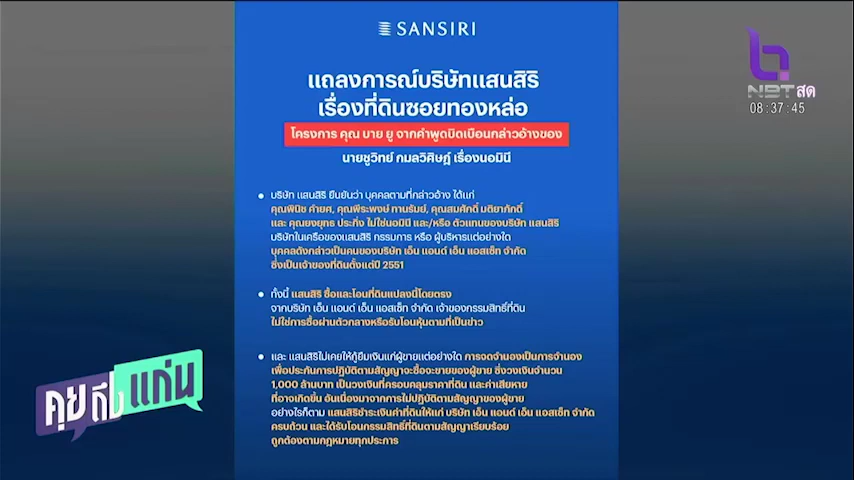 SANSIRI
แถลงการณ์บริษัทแสนสิริ
เรื่องที่ดินซอยทองหล่อ
โครงการ คุณ บาย ยู จากคำพูดบิดเบือนกล่าวอ้างของ
นายชูวิทย์ กมลวิศิษฎ์ เรื่องนอมินี
• บริษัท แสนสิริ ยืนยันว่า บุคคลตามที่กล่าวอ้าง ได้แก่
คุณพินิช คำยศ, คุณพีระพงษ์ ทานรัมย์, คุณสมศักดิ์ มติยาภักดิ์
และ คุณยงยุทธ ประกิ่ง ไม่ใช่นอมินี และ/หรือ ตัวแทนของบริษัท แสนสิริ
บริษัทในเครือของแสนสิริ กรรมการ หรือ ผู้บริหารแต่อย่างใด
บุคคลดังกล่าวเป็นคนของบริษัท เอ็น แอนด์ เอ็น แอสเซ็ท จำกัด
ซึ่งเป็นเจ้าของที่ดินตั้งแต่ปี 2551
• ทั้งนี้ แสนสิริ ซื้อและโอนที่ดินแปลงนี้โดยตรง
จากบริษัท เอ็น แอนด์ เอ็น แอสเซ็ท จำกัด เจ้าของกรรมสิทธิ์ที่ดิน
ไม่ใช่การซื้อผ่านตัวกลางหรือรับโอนหุ้นตามที่เป็นข่าว
• และ แสนสิริไม่เคยให้กู้ยืมเงินแก่ผู้ขายแต่อย่างใด การจดจำนองเป็นการจำนอง
เพื่อประกันการปฏิบัติตามสัญญาจะซื้อจะขายของผู้ขาย ซึ่งวงเงินจำนวน
1,000 ล้านบาท เป็นวงเงินที่ครอบคลุมราคาที่ดิน และค่าเสียหาย
ที่อาจเกิดขึ้น อันเนื่องมาจากการไม่ปฏิบัติตามสัญญาของผู้ขาย
อย่างไรก็ตาม แสนสิริชำระเงินค่าที่ดินให้แก่ บริษัท เอ็น แอนด์ เอ็น แอสเซ็ท จำกัด
ครบถ้วน และได้รับโอนกรรมสิทธิ์ที่ดินตามสัญญาเรียบร้อย
ถูกต้องตามกฎหมายทุกประการ
NBT สด
08:37:45
คุยถึงแก่น